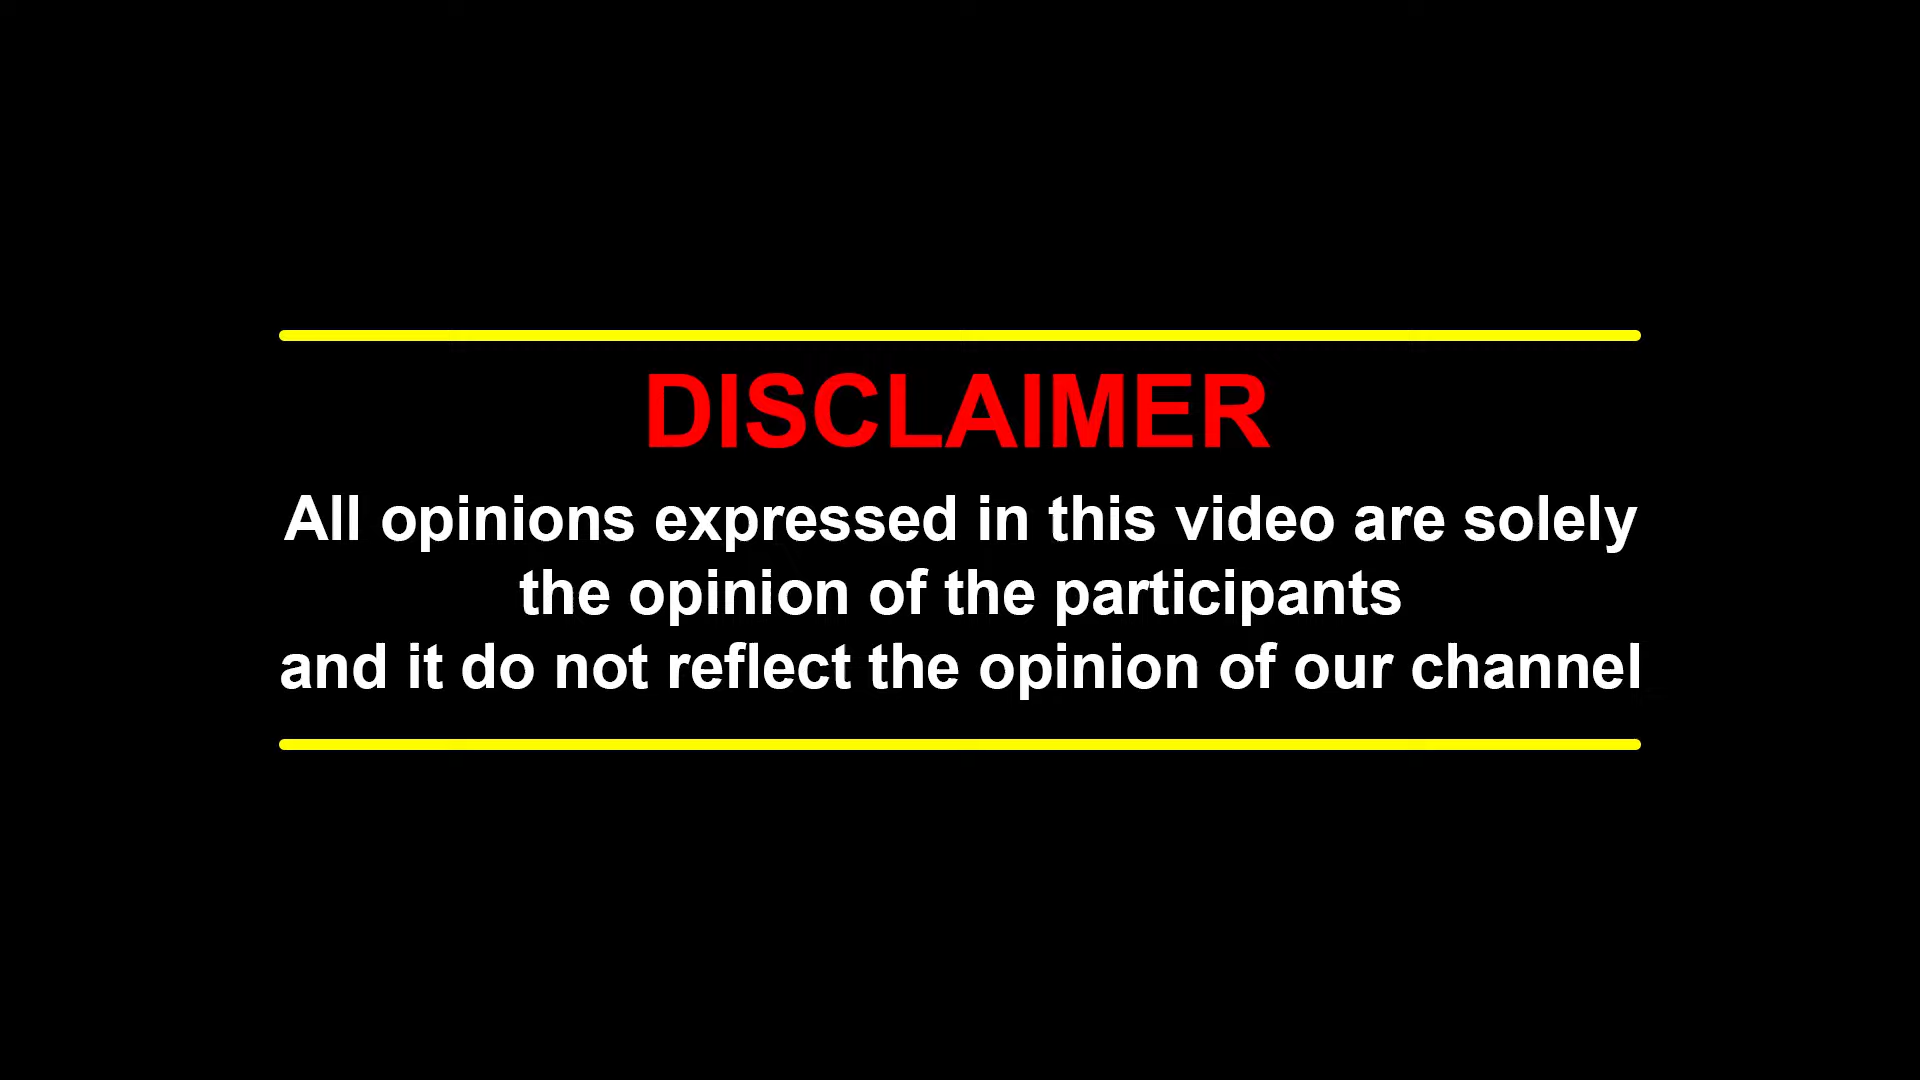 DISCLAIMER
All opinions expressed in this video are solely
the opinion of the participants
and it do not reflect the opinion of our channel